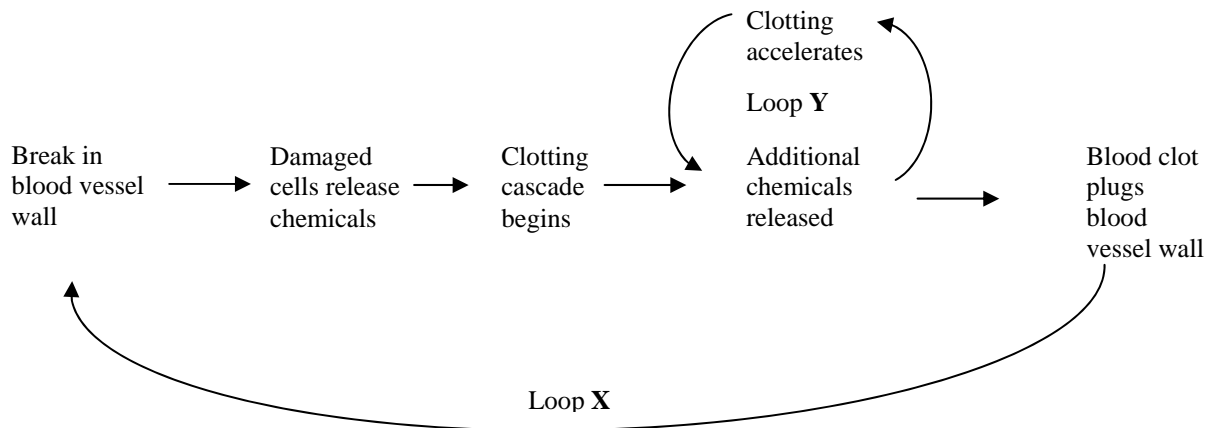 Clotting
accelerates
Loop Y
Break in
blood vessel
wall
Damaged
cells release
chemicals
Clotting
cascade
begins
Additional
chemicals
released
Blood clot
plugs
blood
vessel wall
Loop X